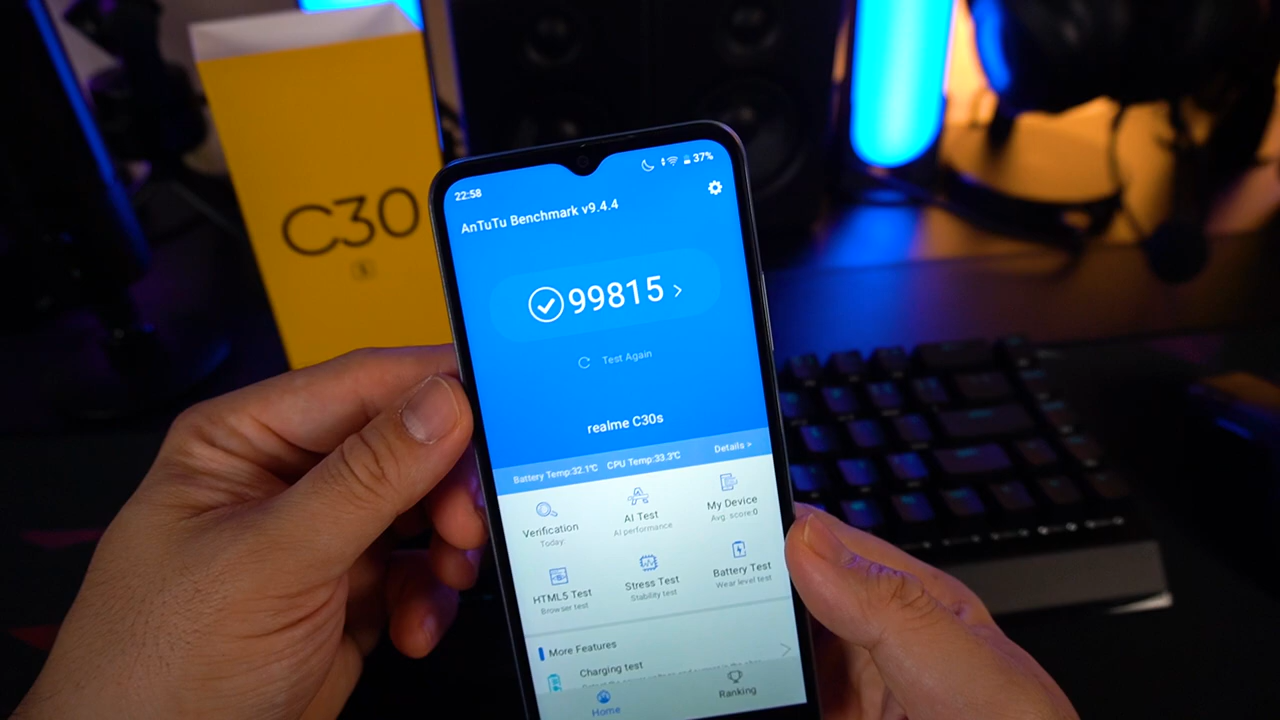 C30
s
22:58
37%
AnTuTu Benchmark v9.4.4
99815
Test Again
realme C30s
Battery Temp:32.1℃ CPU Temp:33.3℃ Details >
Verification
Today:
AI Test
AI performance
My Device
Avg. score:0
HTML5 Test
Browser test
Stress Test
Stability test
Battery Test
Wear level test
More Features
Charging test
Home
Ranking